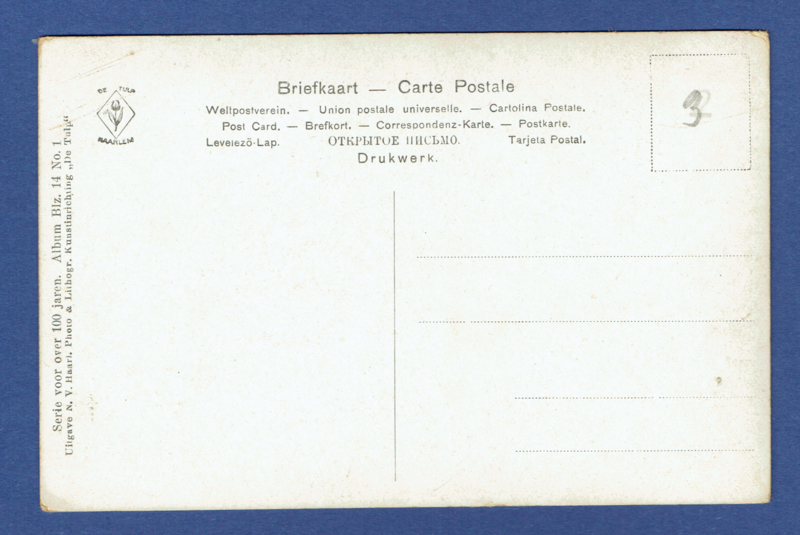 DE TULP
HAARLEM
Briefkaart — Carte Postale
Weltpostverein. — Union postale universelle. — Cartolina Postale.
Post Card. — Brefkort. — Correspondenz-Karte. — Postkarte.
Levelező-Lap. ОТКРЫТОЕ ПИСЬМО. Tarjeta Postal.
Drukwerk.
3
Serie voor over 100 jaren. Album Blz. 14 No. 1
Uitgave N. V. Haarl. Photo & Lithogr. Kunstinrichting „De Tulp“